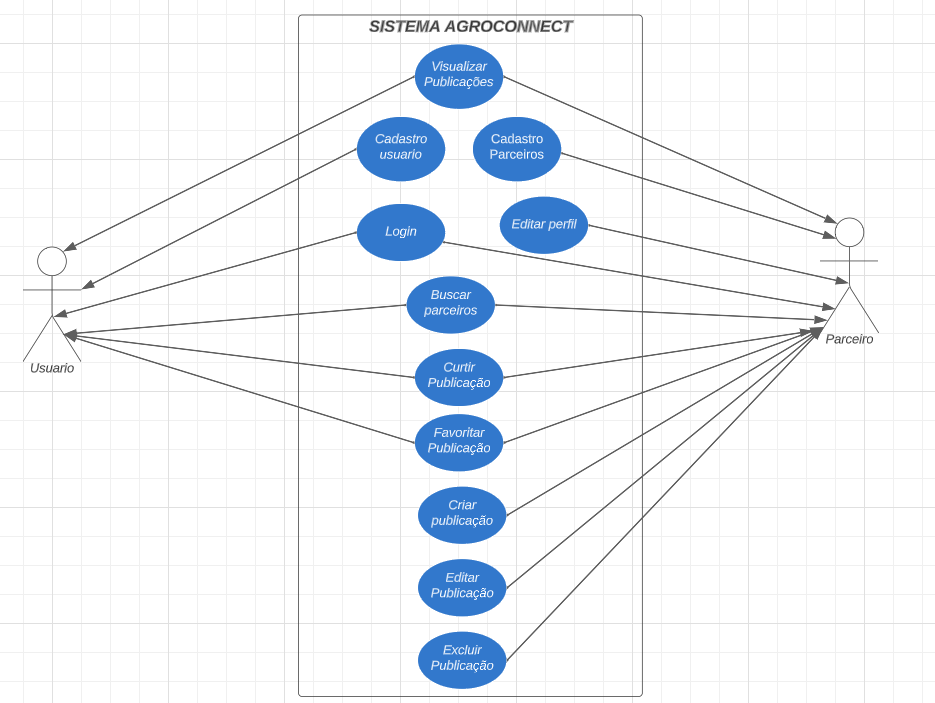 SISTEMA AGROCONNECT
Visualizar
Publicações
Cadastro
usuario
Cadastro
Parceiros
Login
Editar perfil
Buscar
parceiros
Curtir
Publicação
Favoritar
Publicação
Criar
publicação
Editar
Publicação
Excluir
Publicação
Usuario
Parceiro